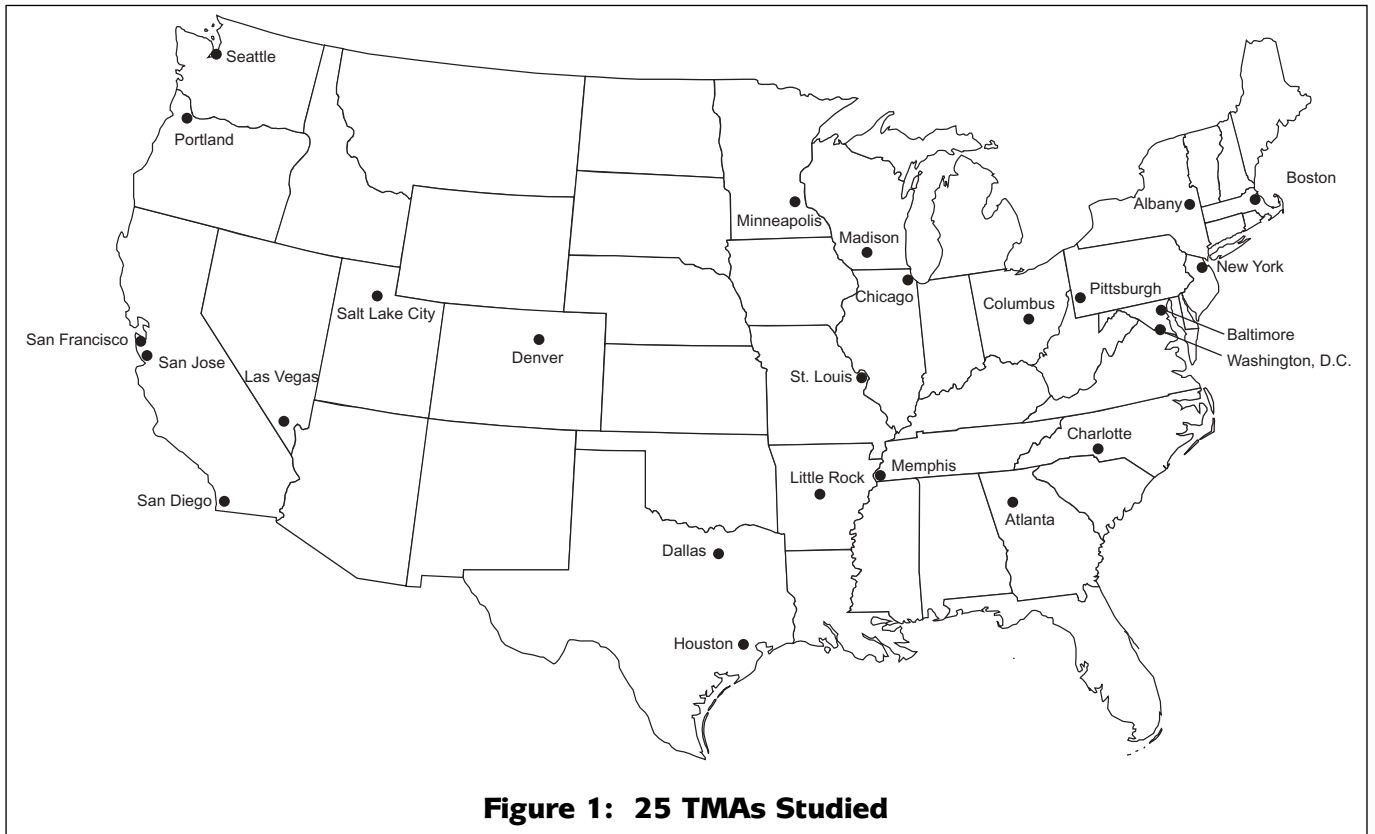 Seattle
Portland
Boston
Minneapolis
Albany
Madison
New York
Chicago
Columbus
Pittsburgh
Salt Lake City
San Francisco
San Jose
Denver
Baltimore
Washington, D.C.
Las Vegas
St. Louis
Charlotte
Memphis
Little Rock
San Diego
Atlanta
Dallas
Houston
Figure 1: 25 TMAs Studied